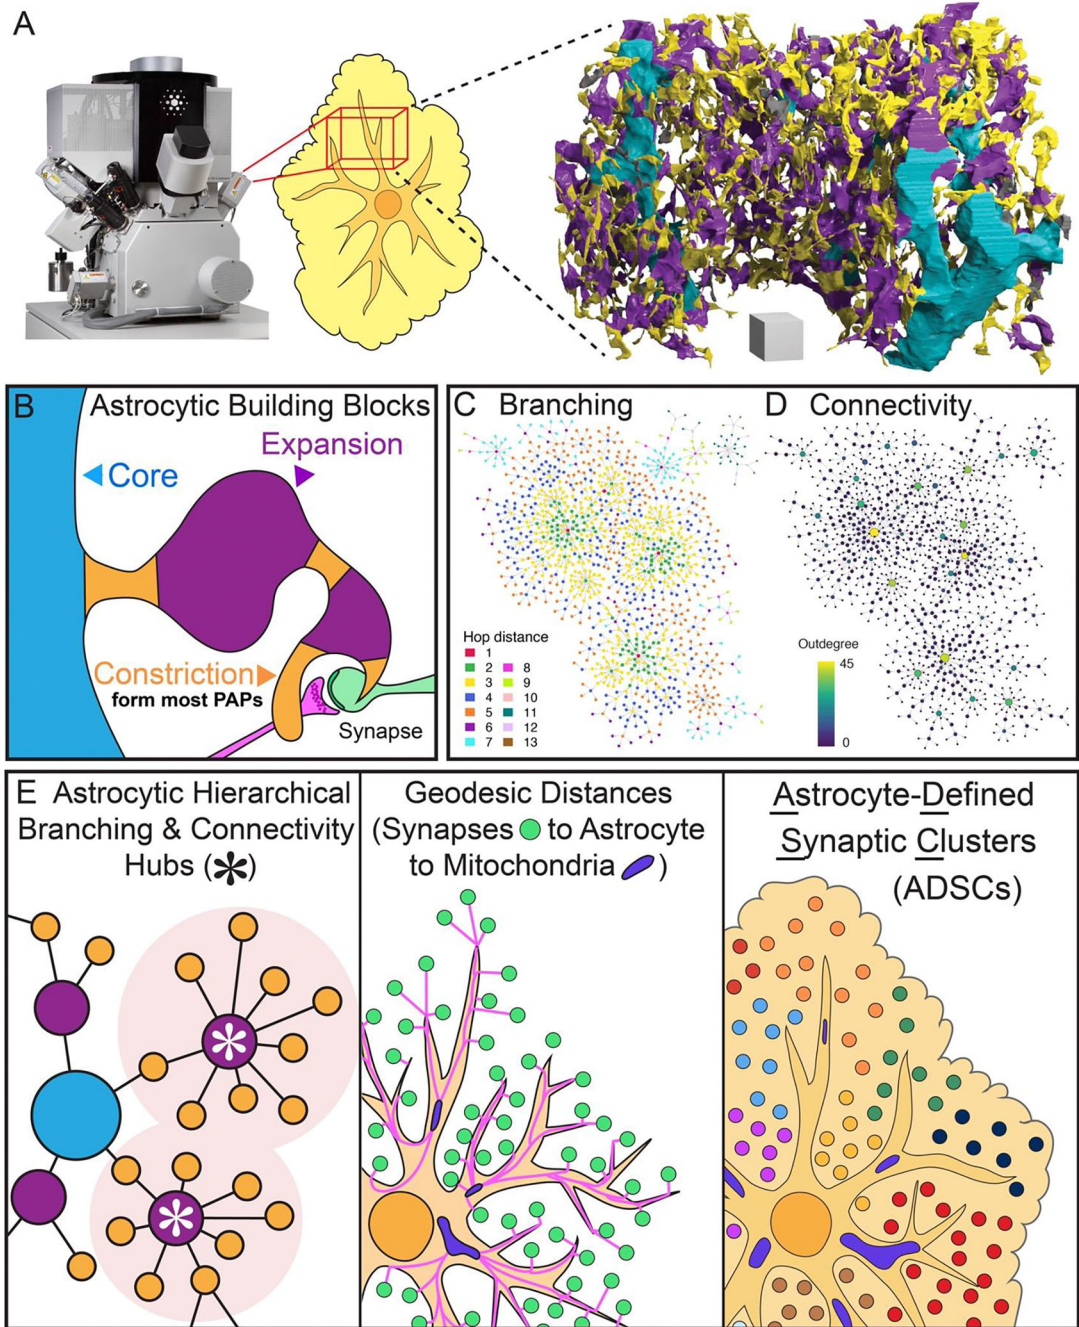 A
B Astrocytic Building Blocks
Expansion
Core
Constriction
form most PAPs
Synapse
C Branching
Hop distance
1
2
3
4
5
6
7
8
9
10
11
12
13
D Connectivity
Outdegree
45
0
E Astrocytic Hierarchical
Branching & Connectivity
Hubs (*)
Geodesic Distances
(Synapses to Astrocyte
to Mitochondria )
Astrocyte-Defined
Synaptic Clusters
(ADSCs)